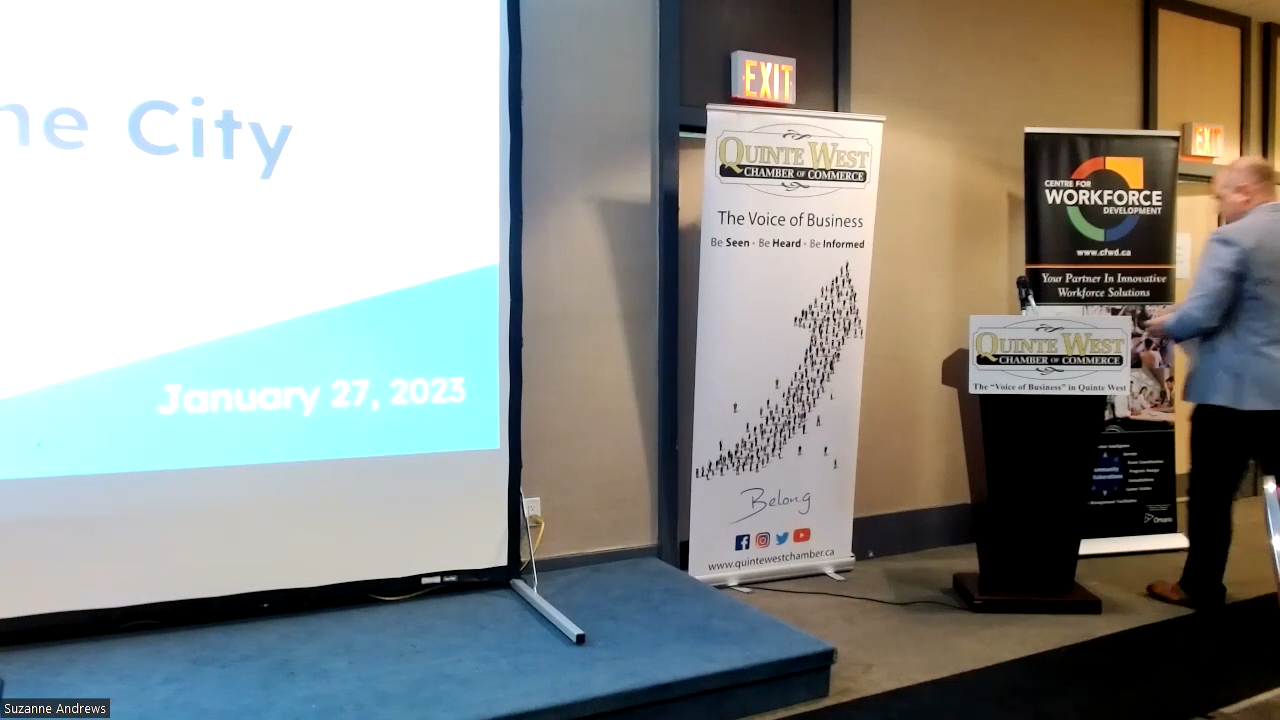 he City
January 27, 2023
EXIT
QUINTE WEST
CHAMBER OF COMMERCE
The Voice of Business
Be Seen • Be Heard • Be Informed
Belong
www.quintewestchamber.ca
EXIT
CENTRE FOR
WORKFORCE
DEVELOPMENT
www.cfwd.ca
Your Partner In Innovative
Workforce Solutions
QUINTE WEST
CHAMBER OF COMMERCE
The "Voice of Business" in Quinte West
Ontario
Suzanne Andrews